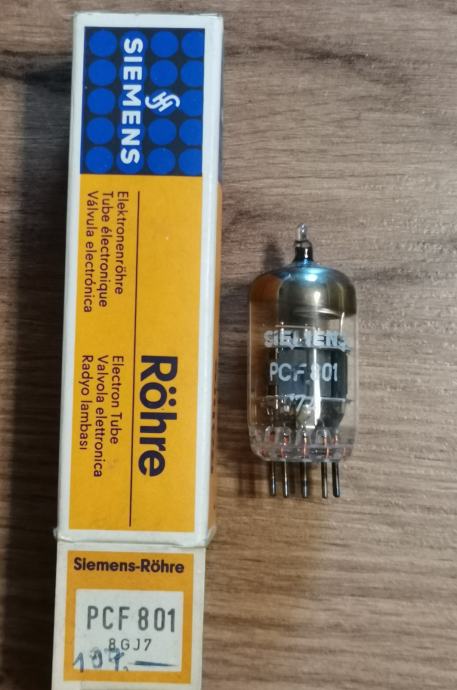 SIEMENS
Elektronenröhre
Tube électronique
Válvula electrónica
Electron Tube
Valvola elettronica
Radyo lambası
Röhre
Siemens-Röhre
PCF 801
8GJ7
SIEMENS
PCF 801